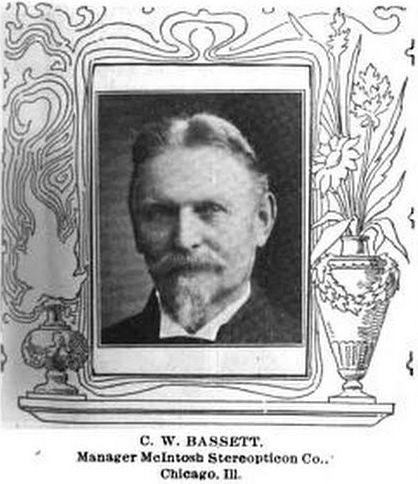 C. W. BASSETT.
Manager McIntosh Stereopticon Co.,
Chicago, Ill.